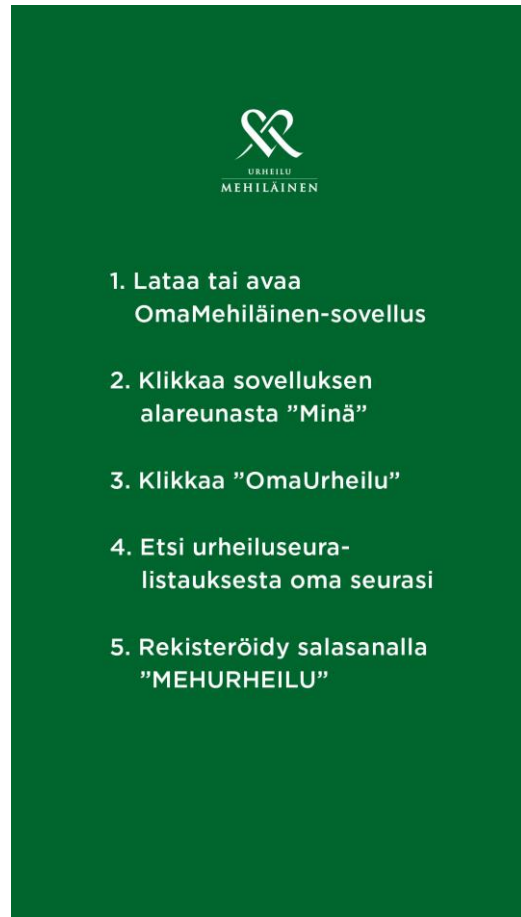 URHEILU
MEHILÄINEN
1. Lataa tai avaa
OmaMehiläinen-sovellus
2. Klikkaa sovelluksen
alareunasta ”Minä”
3. Klikkaa ”OmaUrheilu”
4. Etsi urheiluseura-
listauksesta oma seurasi
5. Rekisteröidy salasanalla
”MEHURHEILU”